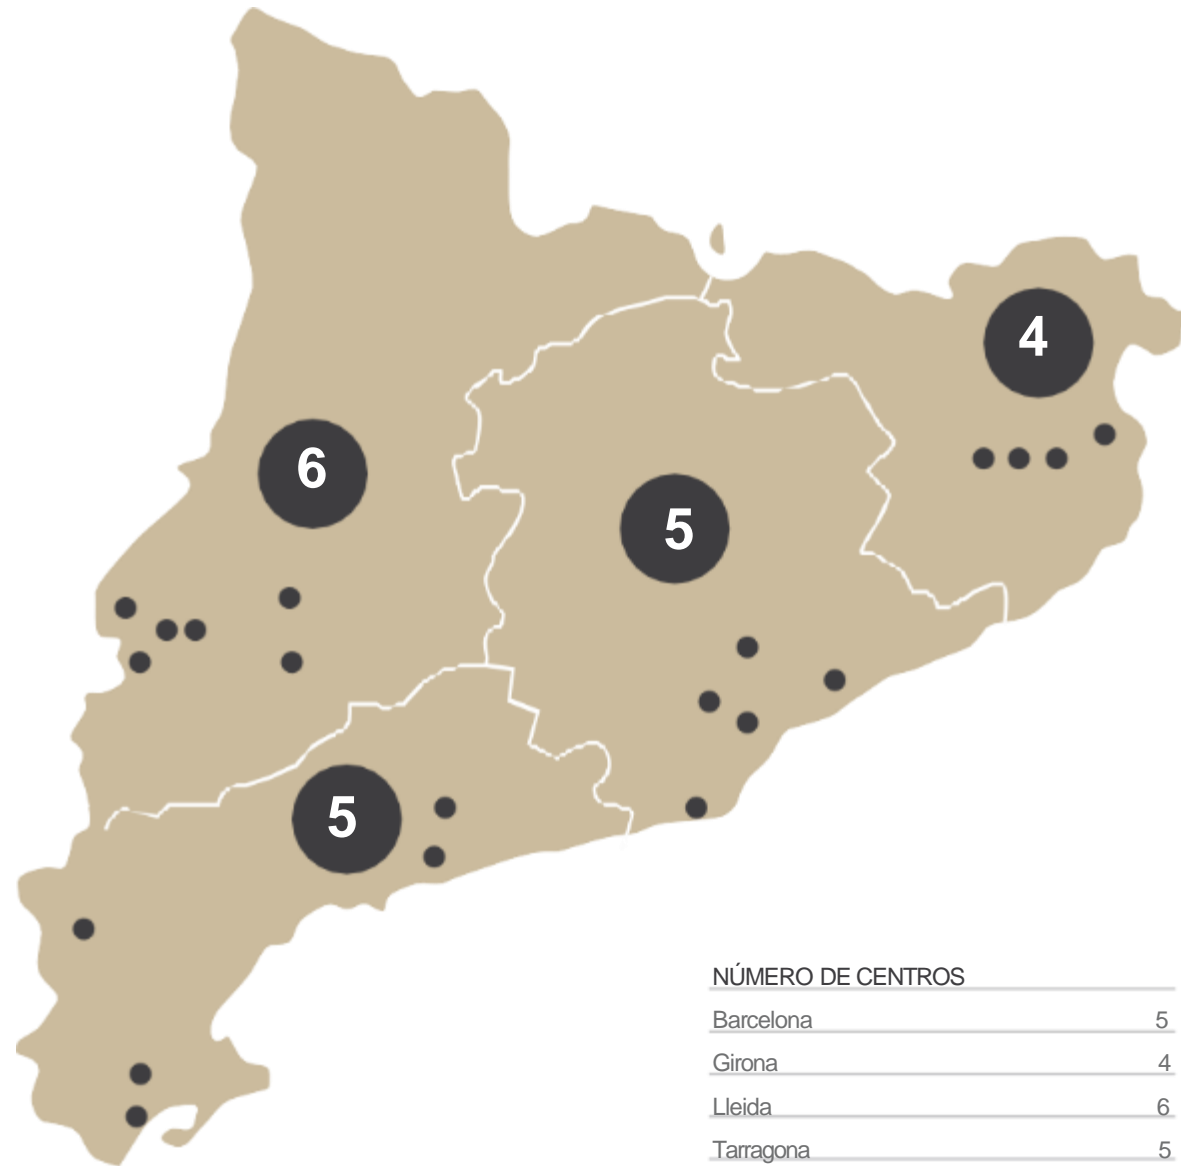 4
6
5
5
NÚMERO DE CENTROS
Barcelona 5
Girona 4
Lleida 6
Tarragona 5